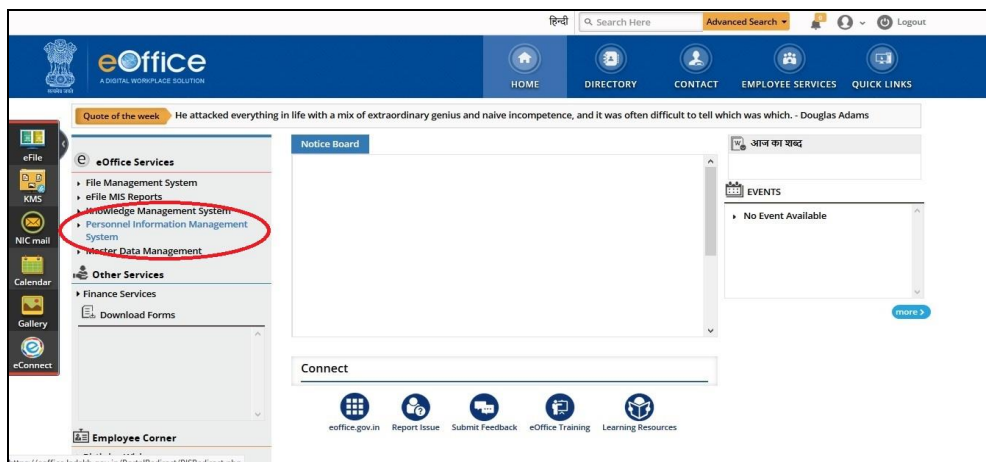 हिन्दी
Search Here
Advanced Search
Logout
सत्यमेव जयते
eOffice
A DIGITAL WORKPLACE SOLUTION
HOME
DIRECTORY
CONTACT
EMPLOYEE SERVICES
QUICK LINKS
Quote of the week
He attacked everything in life with a mix of extraordinary genius and naive incompetence, and it was often difficult to tell which was which. - Douglas Adams
eFile
KMS
NIC mail
Calendar
Gallery
eConnect
eOffice Services
File Management System
eFile MIS Reports
Knowledge Management System
Personnel Information Management
System
Master Data Management
Other Services
Finance Services
Download Forms
Employee Corner
Notice Board
Connect
eoffice.gov.in
Report Issue
Submit Feedback
eOffice Training
Learning Resources
आज का शब्द
EVENTS
No Event Available
more